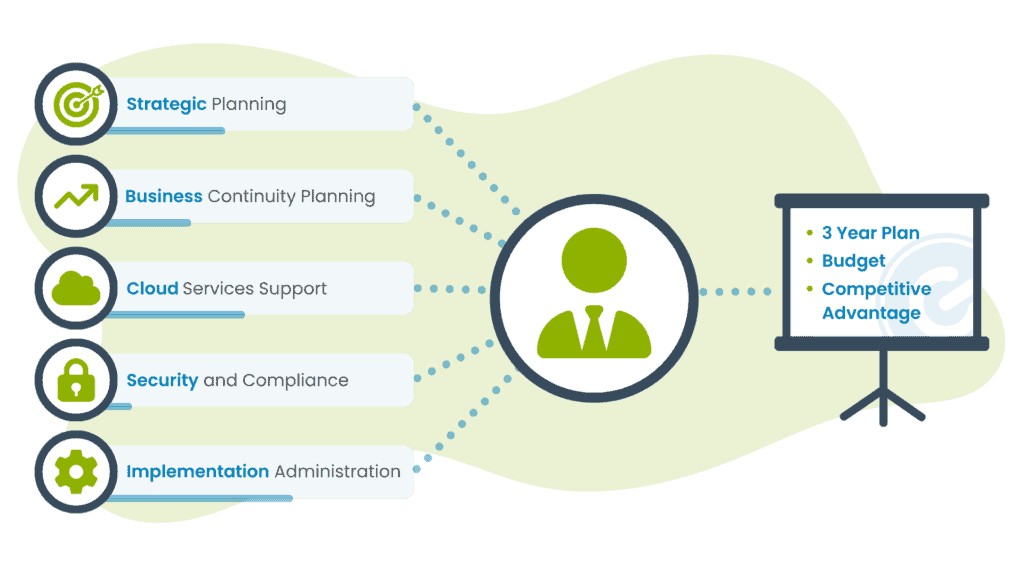 Strategic Planning
Business Continuity Planning
Cloud Services Support
Security and Compliance
Implementation Administration
• 3 Year Plan
• Budget
• Competitive
Advantage